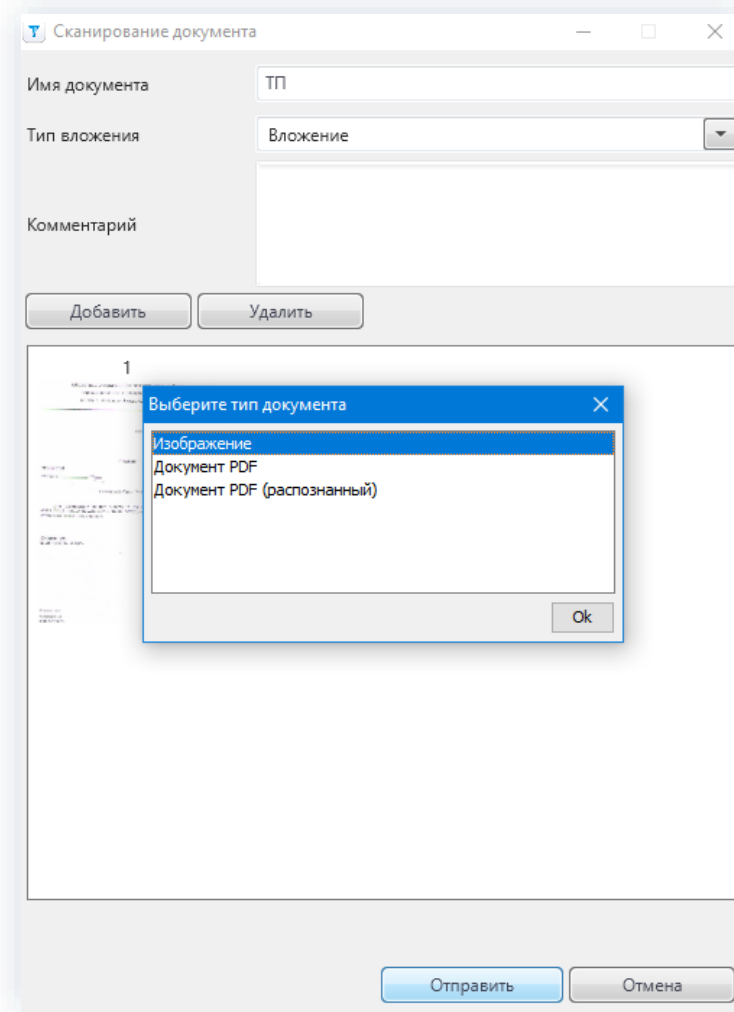 Сканирование документа
Имя документа
ТП
Тип вложения
Вложение
Комментарий
Добавить
Удалить
1
Выберите тип документа
Изображение
Документ PDF
Документ PDF (распознанный)
Ok
Отправить
Отмена